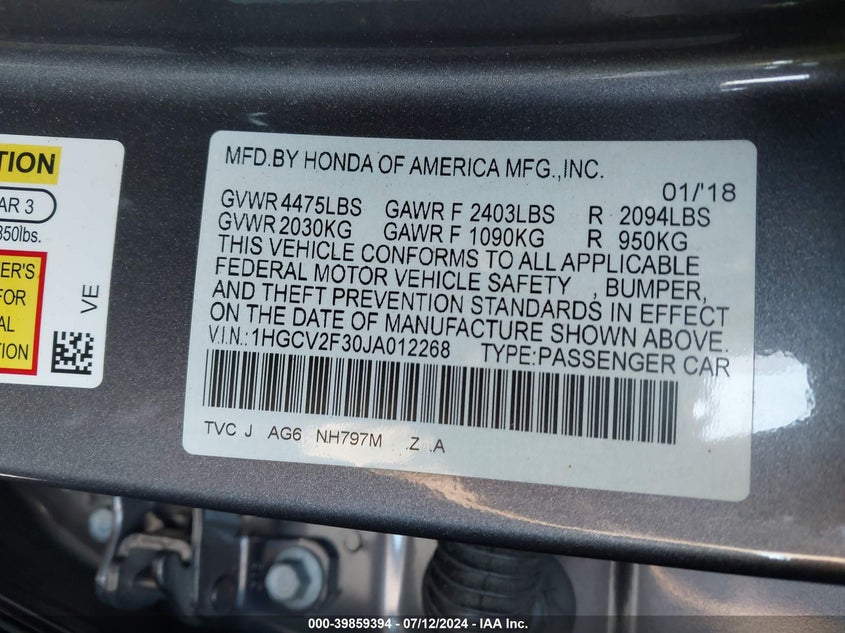 TION
AR 3
350lbs.
ER'S
FOR
AL
TION
VE
MFD.BY HONDA OF AMERICA MFG.,INC.
01/'18
GVWR 4475LBS GAWR F 2403LBS R 2094LBS
GVWR 2030KG GAWR F 1090KG R 950KG
THIS VEHICLE CONFORMS TO ALL APPLICABLE
FEDERAL MOTOR VEHICLE SAFETY , BUMPER,
AND THEFT PREVENTION STANDARDS IN EFFECT
ON THE DATE OF MANUFACTURE SHOWN ABOVE.
V.I.N.:1HGCV2F30JA012268 TYPE:PASSENGER CAR
TVC J AG6 NH797M Z A
000-39859394 - 07/12/2024 - IAA Inc.